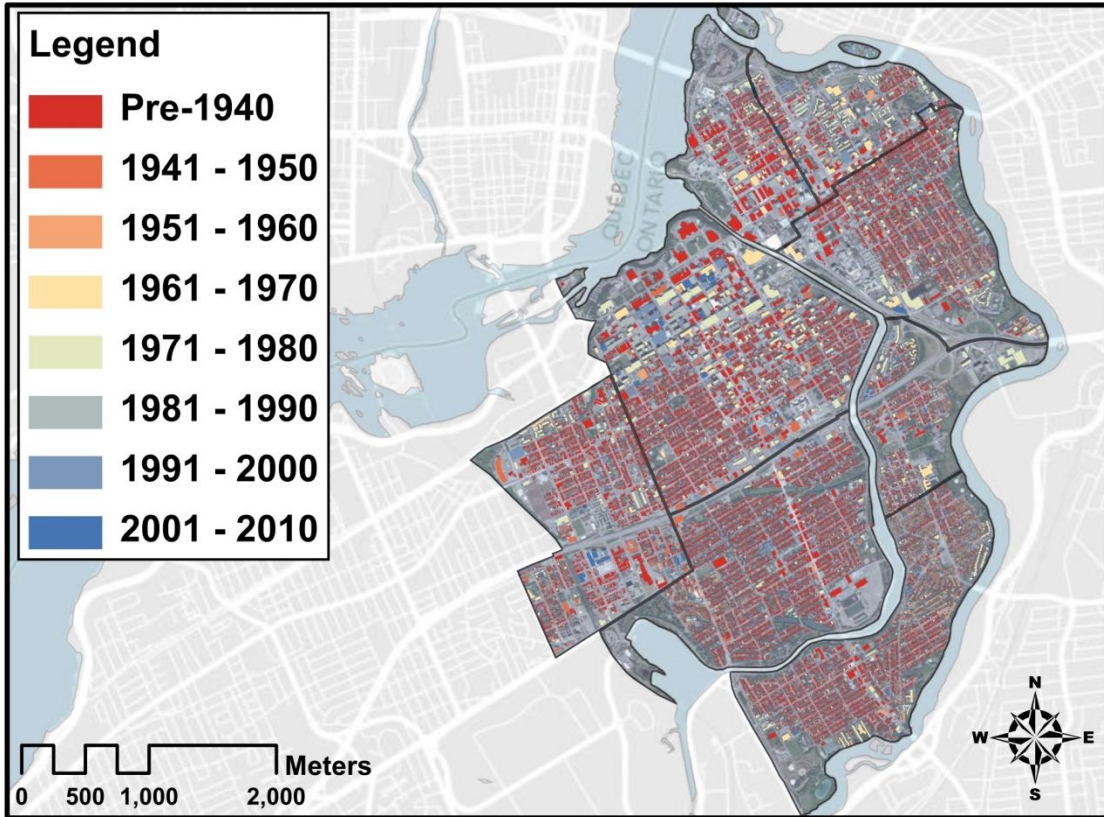 Legend
Pre-1940
1941 - 1950
1951 - 1960
1961 - 1970
1971 - 1980
1981 - 1990
1991 - 2000
2001 - 2010
QUEBEC
ONTARIO
Meters
0 500 1,000 2,000
N
W E
S